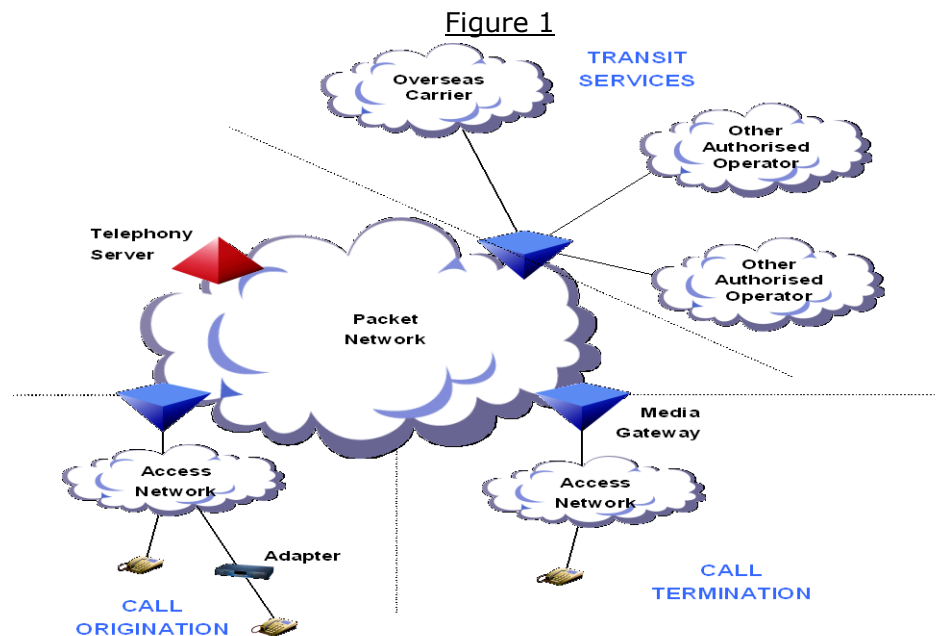 Figure 1
TRANSIT
SERVICES
Overseas
Carrier
Other
Authorised
Operator
Telephony
Server
Other
Authorised
Operator
Packet
Network
Media
Gateway
Access
Network
Access
Network
Adapter
CALL
ORIGINATION
CALL
TERMINATION